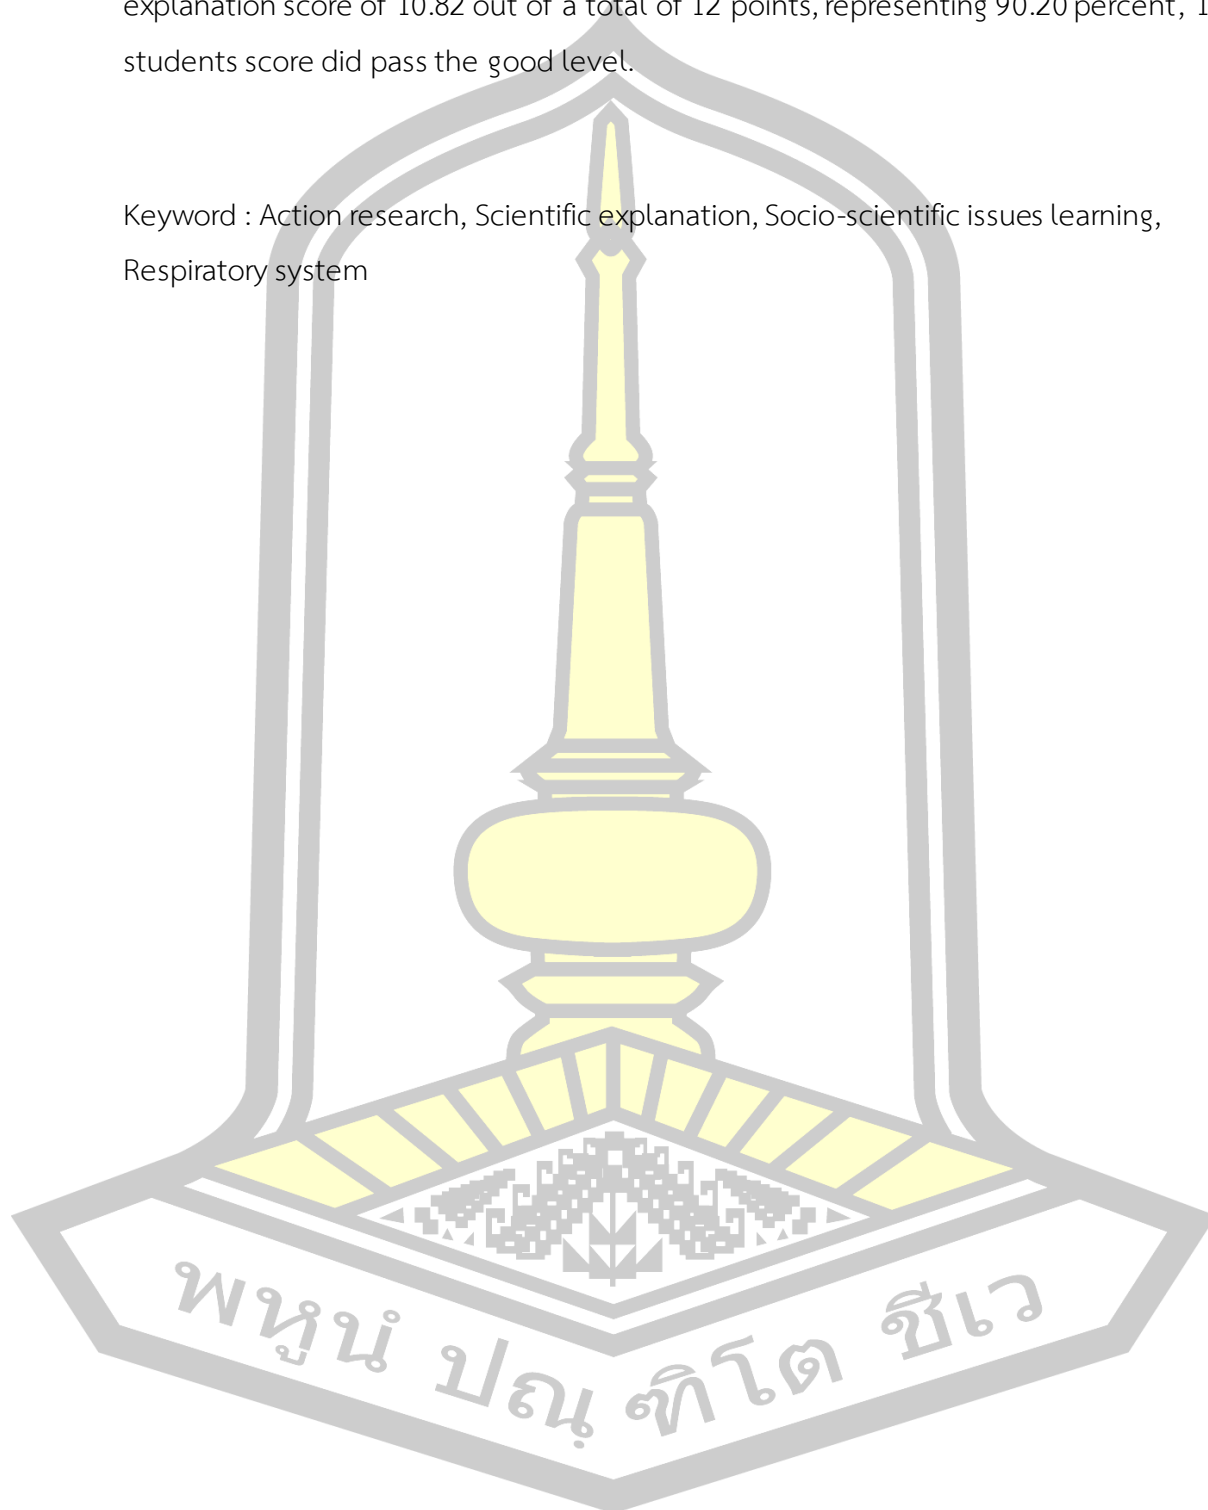 explanation score of 10.82 out of a total of 12 points, representing 90.20 percent,
students score did pass the good level.
Keyword : Action research, Scientific explanation, Socio-scientific issues learning,
Respiratory system
พหูนํ ปณฺฑิโต ชีเว